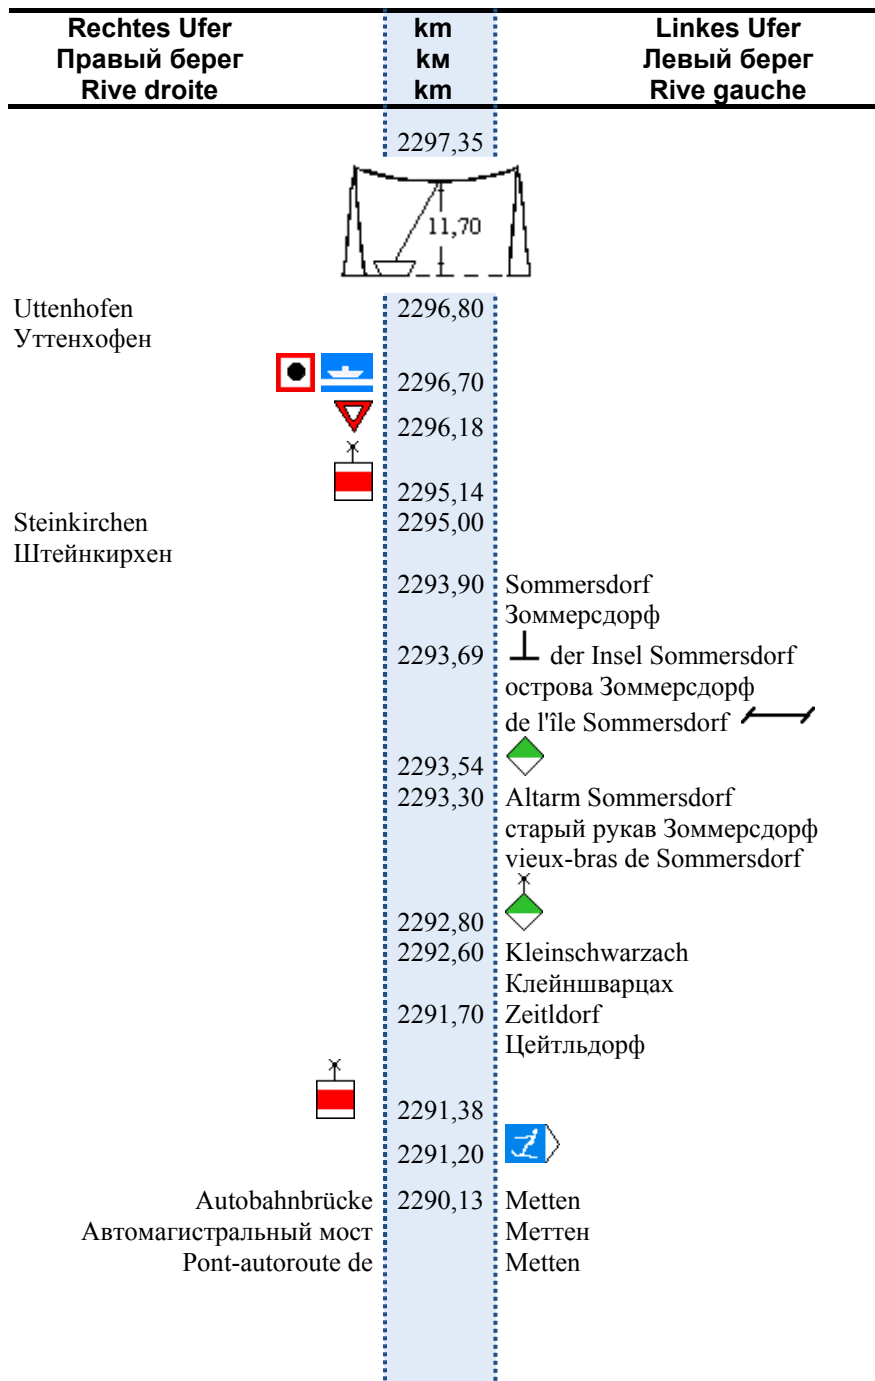 Rechtes Ufer km Linkes Ufer
Правый берег км Левый берег
Rive droite km Rive gauche
2297,35
11,70
Uttenhofen 2296,80
Уттенхофен
2296,70
2296,18
2295,14
Steinkirchen 2295,00
Штейнкирхен
2293,90 Sommersdorf
Зоммерсдорф
2293,69 der Insel Sommersdorf
острова Зоммерсдорф
de l'île Sommersdorf
2293,54
2293,30 Altarm Sommersdorf
старый рукав Зоммерсдорф
vieux-bras de Sommersdorf
2292,80
2292,60 Kleinschwarzach
Клейншварцах
2291,70 Zeitldorf
Цейтльдорф
2291,38
2291,20
Autobahnbrücke 2290,13 Metten
Автомагистральный мост Меттен
Pont-autoroute de Metten